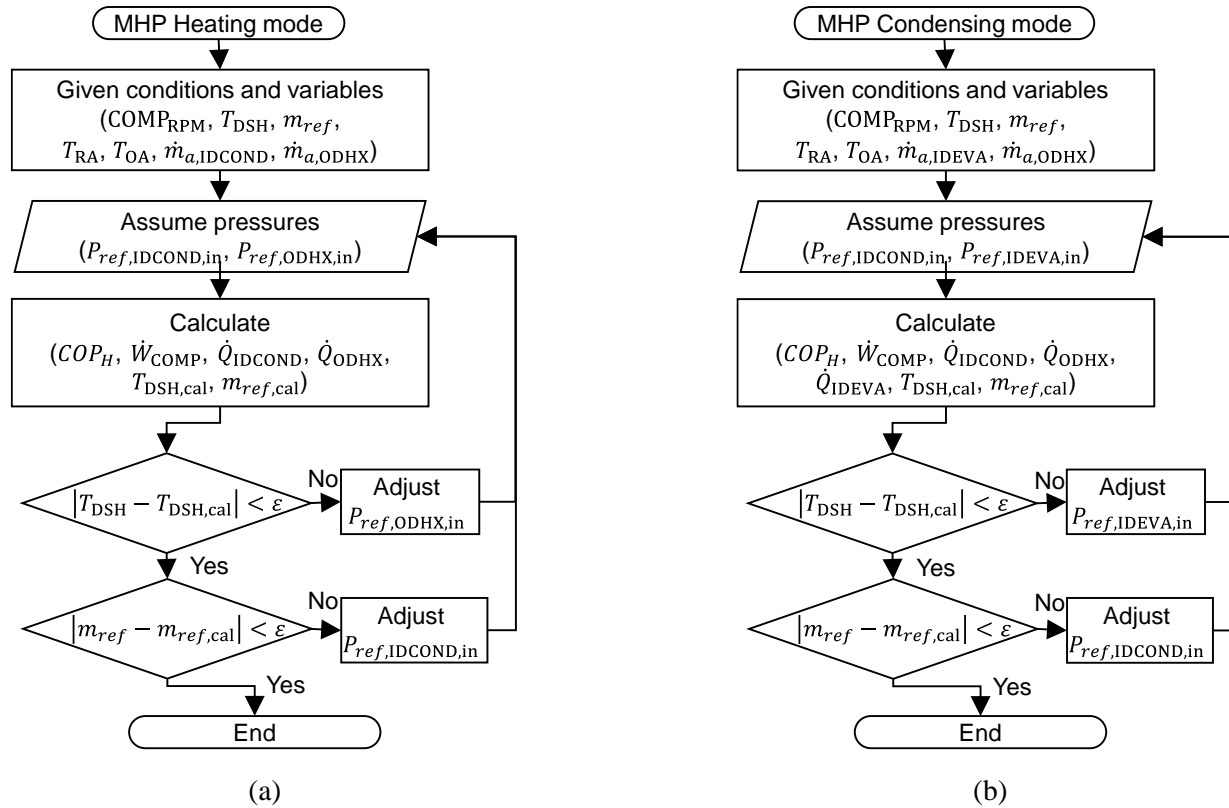 MHP Heating mode
Given conditions and variables
(COMP_RPM, T_DSH, m_ref,
T_RA, T_OA, ṁ_a,IDCOND, ṁ_a,ODHX)
Assume pressures
(P_ref,IDCOND,in, P_ref,ODHX,in)
Calculate
(COP_H, Ẇ_COMP, Q̇_IDCOND, Q̇_ODHX,
T_DSH,cal, m_ref,cal)
|T_DSH − T_DSH,cal| < ε
No
Adjust
P_ref,ODHX,in
Yes
|m_ref − m_ref,cal| < ε
No
Adjust
P_ref,IDCOND,in
Yes
End
(a)
MHP Condensing mode
Given conditions and variables
(COMP_RPM, T_DSH, m_ref,
T_RA, T_OA, ṁ_a,IDEVA, ṁ_a,ODHX)
Assume pressures
(P_ref,IDCOND,in, P_ref,IDEVA,in)
Calculate
(COP_H, Ẇ_COMP, Q̇_IDCOND, Q̇_ODHX,
Q̇_IDEVA, T_DSH,cal, m_ref,cal)
|T_DSH − T_DSH,cal| < ε
No
Adjust
P_ref,IDEVA,in
Yes
|m_ref − m_ref,cal| < ε
No
Adjust
P_ref,IDCOND,in
Yes
End
(b)